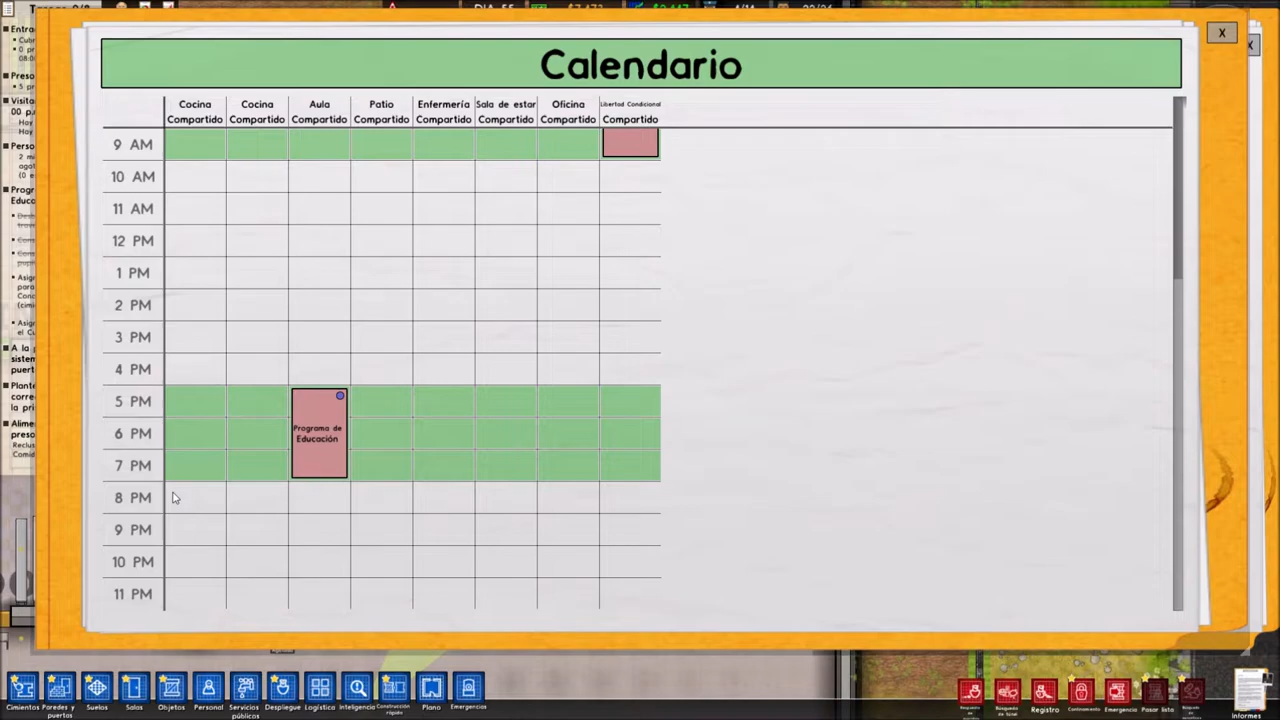 Calendario
Cocina Cocina Aula Patio Enfermería Sala de estar Oficina Libertad Condicional
Compartido Compartido Compartido Compartido Compartido Compartido Compartido Compartido
9 AM
10 AM
11 AM
12 PM
1 PM
2 PM
3 PM
4 PM
5 PM
6 PM
7 PM
8 PM
9 PM
10 PM
11 PM
Programa de
Educación
X
X
Cimientos Paredes y puertas Suelos Salas Objetos Personal Servicios públicos Despliegue Logística Inteligencia Construcción rápida Plano Emergencias
Registro Confinamiento Emergencia Pasar lista
Informes